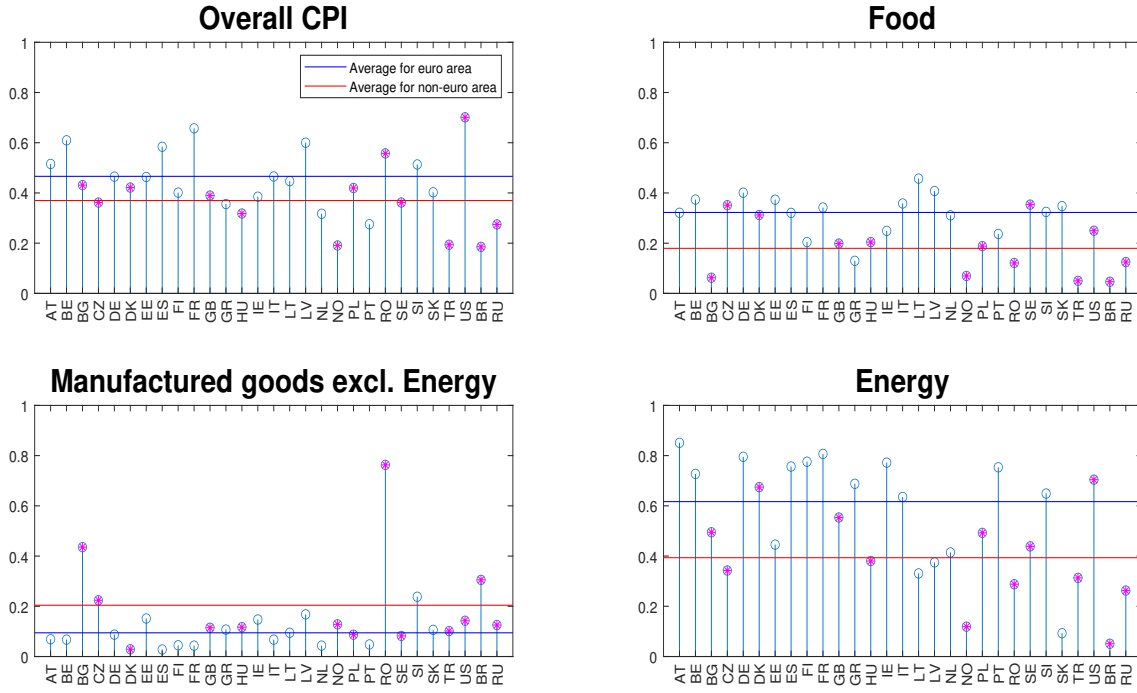 Overall CPI
1
0.8
0.6
0.4
0.2
0
Average for euro area
Average for non-euro area
AT BE BG CZ DE DK EE ES FI FR GB GR HU IE IT LT LV NL NO PL PT RO SE SI SK TR US BR RU
Food
1
0.8
0.6
0.4
0.2
0
AT BE BG CZ DE DK EE ES FI FR GB GR HU IE IT LT LV NL NO PL PT RO SE SI SK TR US BR RU
Manufactured goods excl. Energy
1
0.8
0.6
0.4
0.2
0
AT BE BG CZ DE DK EE ES FI FR GB GR HU IE IT LT LV NL NO PL PT RO SE SI SK TR US BR RU
Energy
1
0.8
0.6
0.4
0.2
0
AT BE BG CZ DE DK EE ES FI FR GB GR HU IE IT LT LV NL NO PL PT RO SE SI SK TR US BR RU